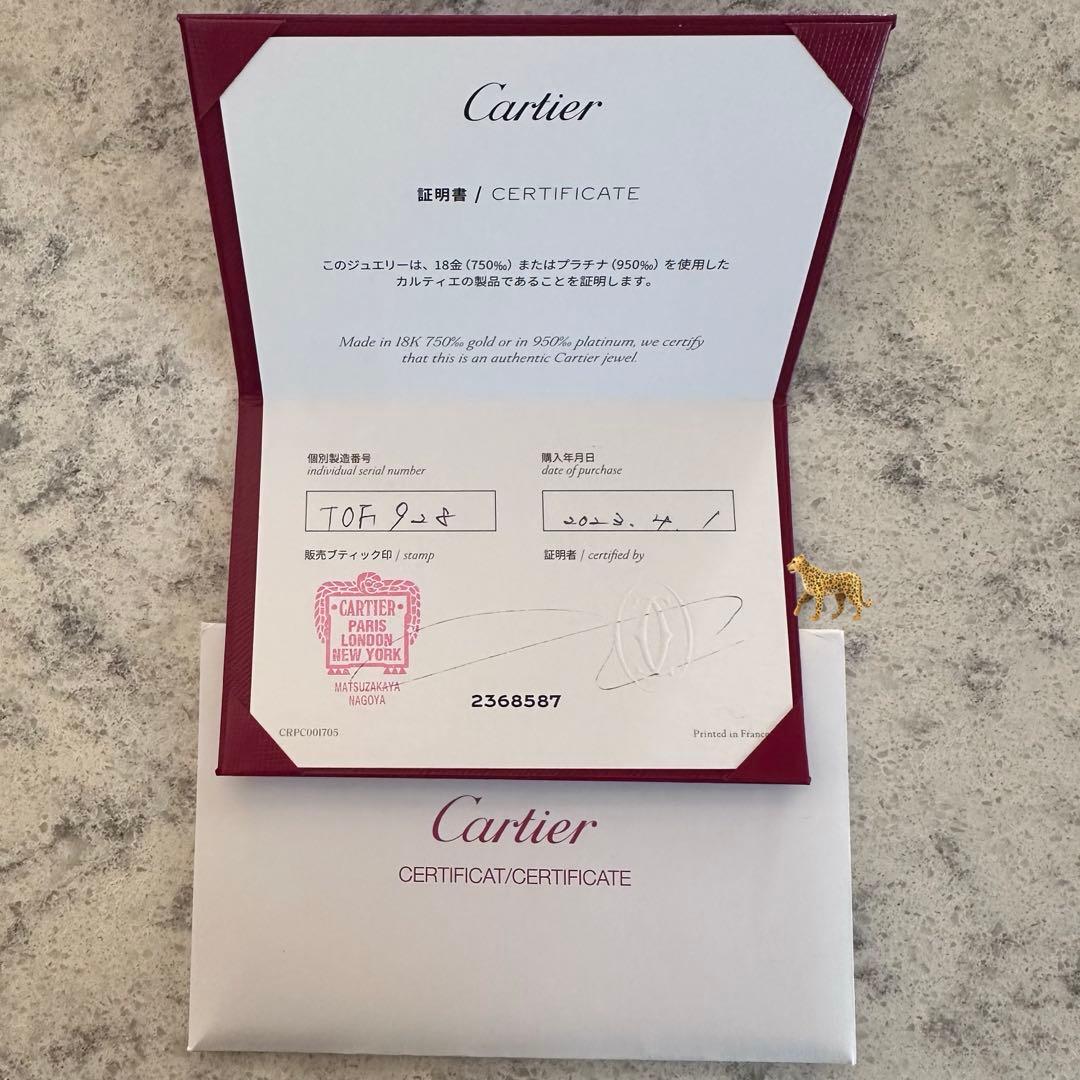 Cartier
証明書 / CERTIFICATE
このジュエリーは、18金（750‰）またはプラチナ（950‰）を使用した
カルティエの製品であることを証明します。
Made in 18K 750‰ gold or in 950‰ platinum, we certify
that this is an authentic Cartier jewel.
個別製造番号
individual serial number
購入年月日
date of purchase
928
2023. 4. 1
販売ブティック印 / stamp
証明者 / certified by
CARTIER
PARIS
LONDON
NEW YORK
MATSUZAKAYA
NAGOYA
2368587
CRPC001705
Printed in France
Cartier
CERTIFICAT/CERTIFICATE